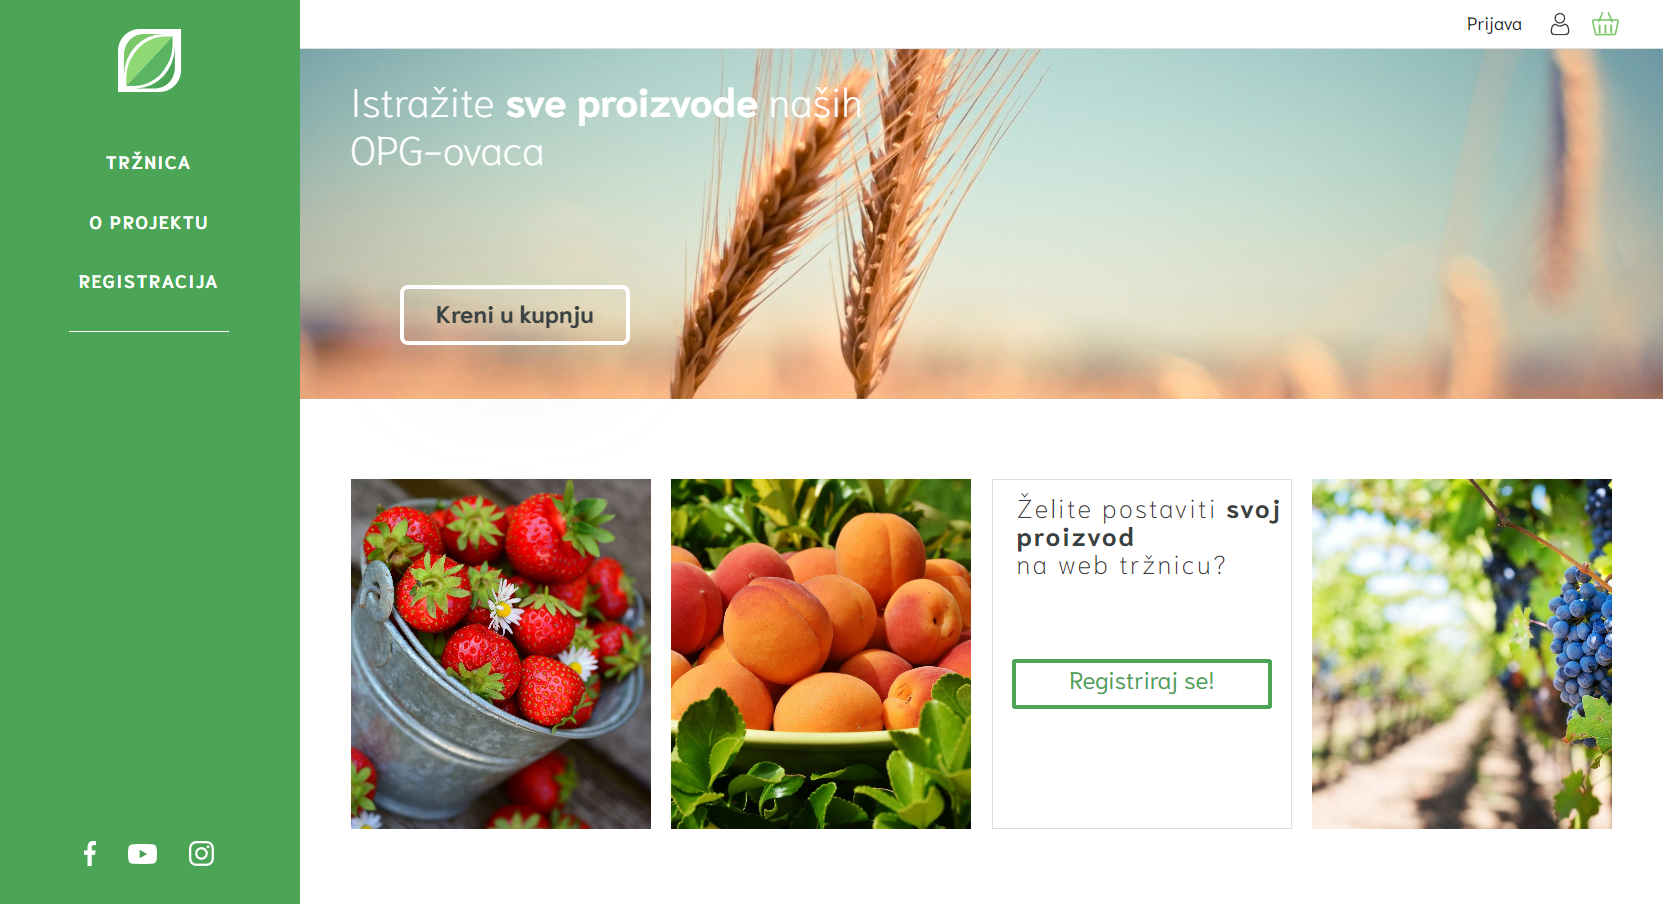 Prijava
TRŽNICA
O PROJEKTU
REGISTRACIJA
Istražite sve proizvode naših
OPG-ovaca
Kreni u kupnju
Želite postaviti svoj
proizvod
na web tržnicu?
Registriraj se!